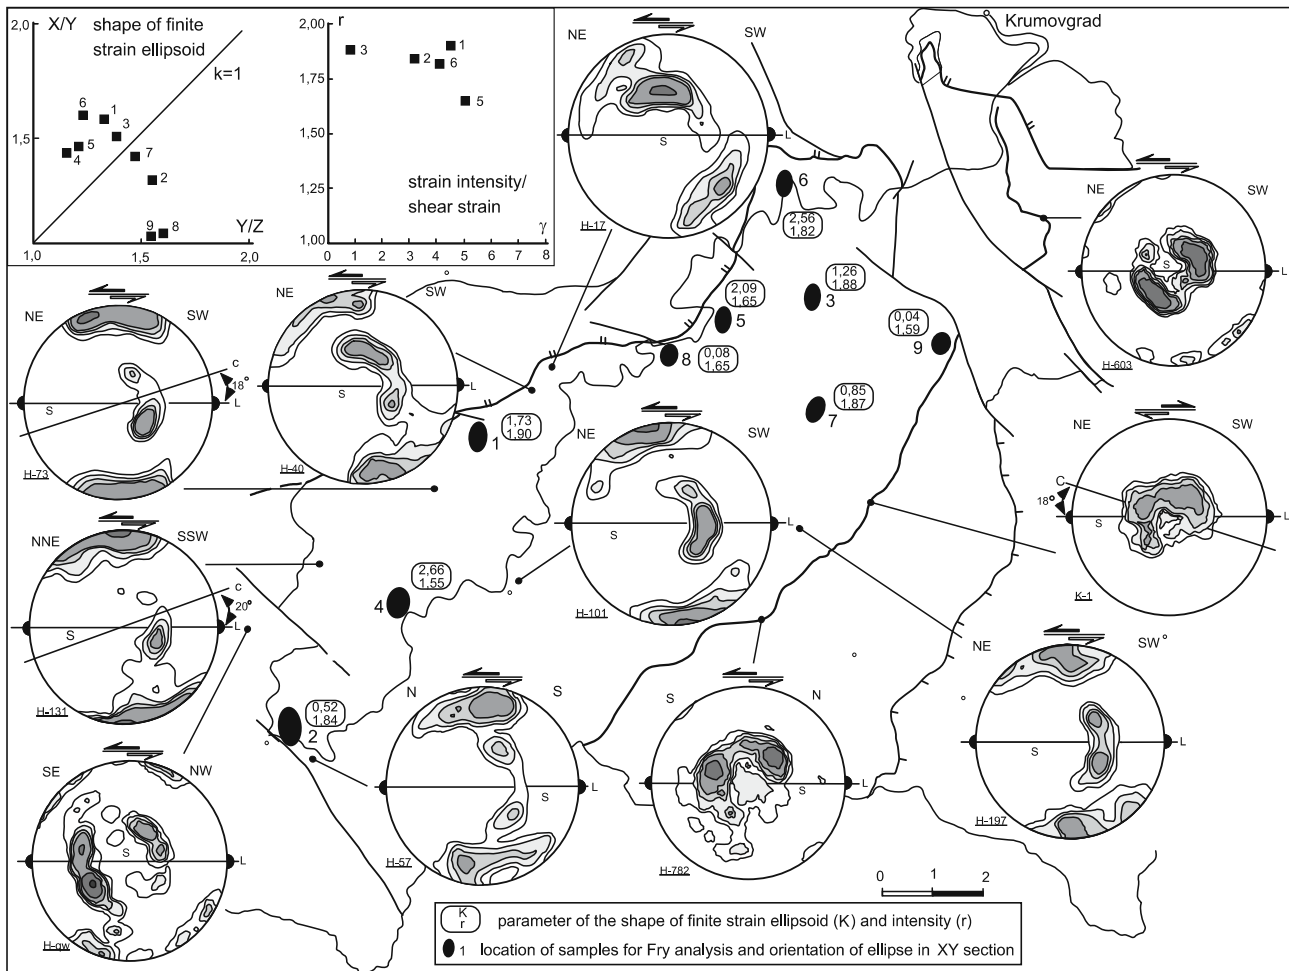 2,0
X/Y
shape of finite
strain ellipsoid
k=1
6
1
3
1,5
5
4
7
2
9
8
Y/Z
1,0
1,5
2,0
2,00
r
3
2
1
6
5
1,75
1,50
1,25
1,00
strain intensity/
shear strain
γ
0 1 2 3 4 5 6 7 8
NE
SW
S
L
H-17
Krumovgrad
6
2,56
1,82
NE
SW
S
L
H-603
2,09
1,65
5
1,26
1,88
3
0,04
1,59
9
8
0,08
1,65
0,85
1,87
7
NE
SW
c
18°
S
L
H-73
NE
SW
S
L
H-40
1,73
1,90
1
NE
SW
S
L
H-101
NE
SW
C
18°
S
L
K-1
NNE
SSW
c
20°
S
L
H-131
2,66
1,55
4
0,52
1,84
2
N
S
S
L
H-57
S
N
S
L
H-782
NE
SW
S
L
H-197
SE
NW
S
L
H-qw
0 1 2
K
r
parameter of the shape of finite strain ellipsoid (K) and intensity (r)
1 location of samples for Fry analysis and orientation of ellipse in XY section